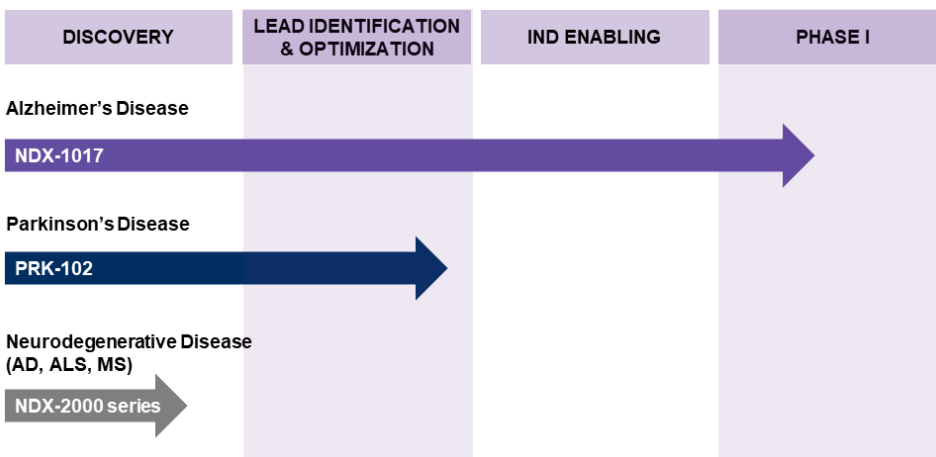 DISCOVERY
LEAD IDENTIFICATION
& OPTIMIZATION
IND ENABLING
PHASE I
Alzheimer's Disease
NDX-1017
Parkinson's Disease
PRK-102
Neurodegenerative Disease
(AD, ALS, MS)
NDX-2000 series